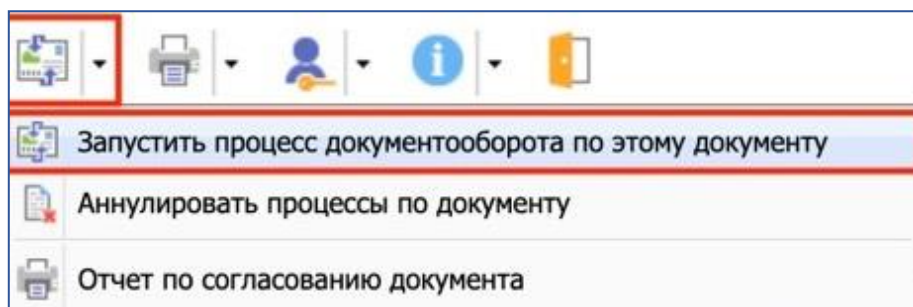 Запустить процесс документооборота по этому документу
Аннулировать процессы по документу
Отчет по согласованию документа